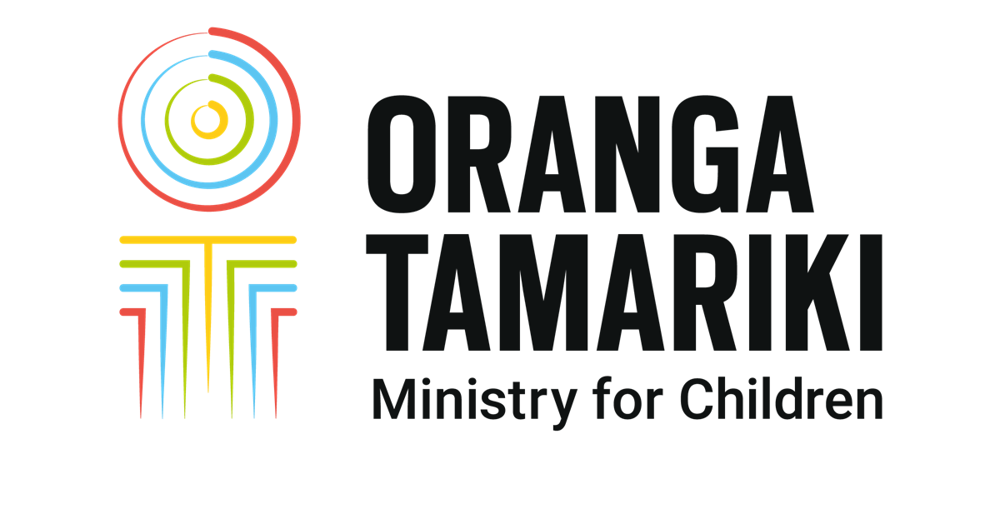 ORANGA
TAMARIKI
Ministry for Children